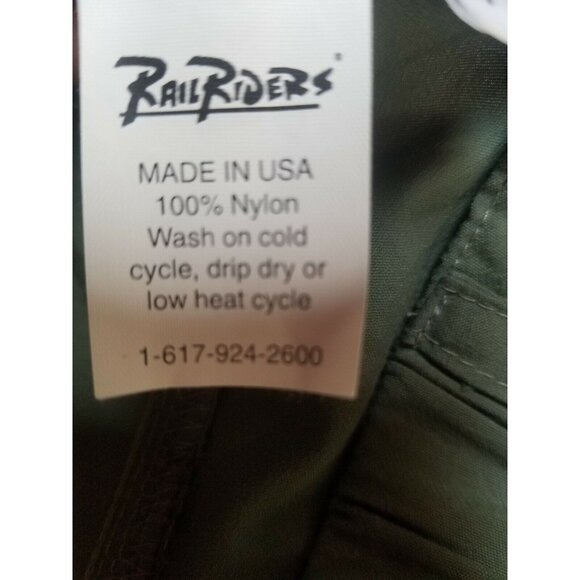 RAILRIDERS®
MADE IN USA
100% Nylon
Wash on cold
cycle, drip dry or
low heat cycle
1-617-924-2600